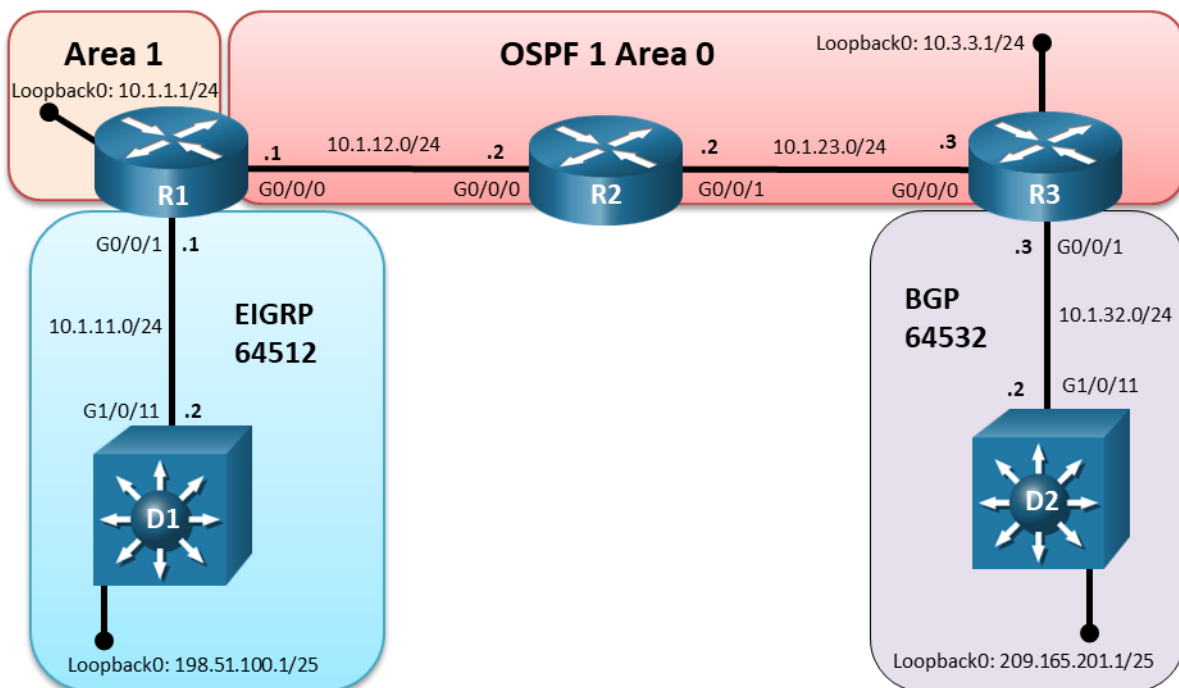 Area 1
OSPF 1 Area 0
Loopback0: 10.3.3.1/24
Loopback0: 10.1.1.1/24
.1
10.1.12.0/24
.2
.2
10.1.23.0/24
.3
R1
G0/0/0
G0/0/0
R2
G0/0/1
G0/0/0
R3
G0/0/1
.1
.3
G0/0/1
10.1.11.0/24
EIGRP
64512
BGP
64532
10.1.32.0/24
G1/0/11
.2
.2
G1/0/11
D1
D2
Loopback0: 198.51.100.1/25
Loopback0: 209.165.201.1/25